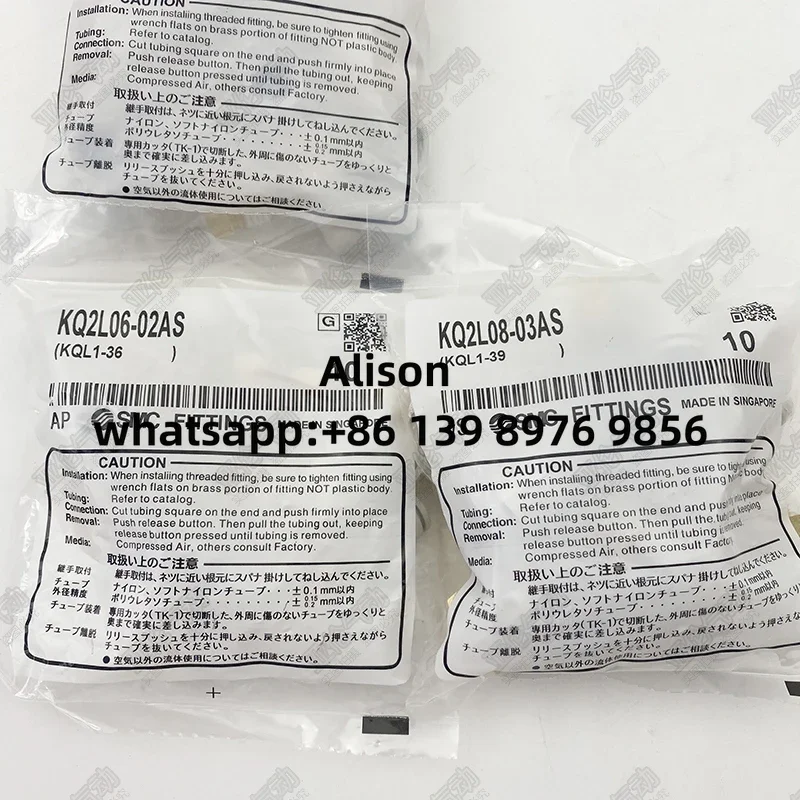 Installation: When installiing threaded fitting, be sure to tighten fitting using
wrench flats on brass portion of fitting NOT plastic body.
Tubing: Refer to catalog.
Connection: Cut tubing square on the end and push firmly into place
Removal: Push release button. Then pull the tubing out, keeping
release button pressed until tubing is removed.
Media: Compressed Air, others consult Factory.
取扱い上のご注意
継手取付 継手取付は、ネツに近い根元にスパナ掛けしてねじ込んでください。
チューブ ナイロン、ソフトナイロンチューブ・・・± 0.1mm以内
外径精度 ポリウレタンチューブ・・・・・・・・± 0.15 0.2 mm以内
チューブ装着 専用カッタ(TK-1)で切断した、外周に傷のないチューブをゆっくりと
奥まで確実に差し込みます。
チューブ離脱 リリースプッシュを十分に押し込み、戻されないよう押さえながら
チューブを抜いてください。
●空気以外の流体使用についてはご相談ください。
KQ2L06-02AS
(KQL1-36 )
G
AP SMC FITTINGS MADE IN SINGAPORE
CAUTION
Installation: When installiing threaded fitting, be sure to tighten fitting using
wrench flats on brass portion of fitting NOT plastic body.
Tubing: Refer to catalog.
Connection: Cut tubing square on the end and push firmly into place
Removal: Push release button. Then pull the tubing out, keeping
release button pressed until tubing is removed.
Media: Compressed Air, others consult Factory.
取扱い上のご注意
継手取付 継手取付は、ネツに近い根元にスパナ掛けしてねじ込んでください。
チューブ ナイロン、ソフトナイロンチューブ・・・± 0.1mm以内
外径精度 ポリウレタンチューブ・・・・・・・・± 0.15 0.2 mm以内
チューブ装着 専用カッタ(TK-1)で切断した、外周に傷のないチューブをゆっくりと
奥まで確実に差し込みます。
チューブ離脱 リリースプッシュを十分に押し込み、戻されないよう押さえながら
チューブを抜いてください。
●空気以外の流体使用についてはご相談ください。
KQ2L08-03AS
(KQL1-39 )
10
SMC FITTINGS MADE IN SINGAPORE
CAUTION
Installation: When installiing threaded fitting, be sure to tighten fitting using
wrench flats on brass portion of fitting NOT plastic body.
Tubing: Refer to catalog.
Connection: Cut tubing square on the end and push firmly into place
Removal: Push release button. Then pull the tubing out, keeping
release button pressed until tubing is removed.
Media: Compressed Air, others consult Factory.
取扱い上のご注意
継手取付 継手取付は、ネツに近い根元にスパナ掛けしてねじ込んでください。
チューブ ナイロン、ソフトナイロンチューブ・・・± 0.1mm以内
外径精度 ポリウレタンチューブ・・・・・・・・± 0.15 0.2 mm以内
チューブ装着 専用カッタ(TK-1)で切断した、外周に傷のないチューブをゆっくりと
奥まで確実に差し込みます。
チューブ離脱 リリースプッシュを十分に押し込み、戻されないよう押さえながら
チューブを抜いてください。
●空気以外の流体使用についてはご相談ください。
Alison
whatsapp:+86 139 8976 9856
亚伦气动